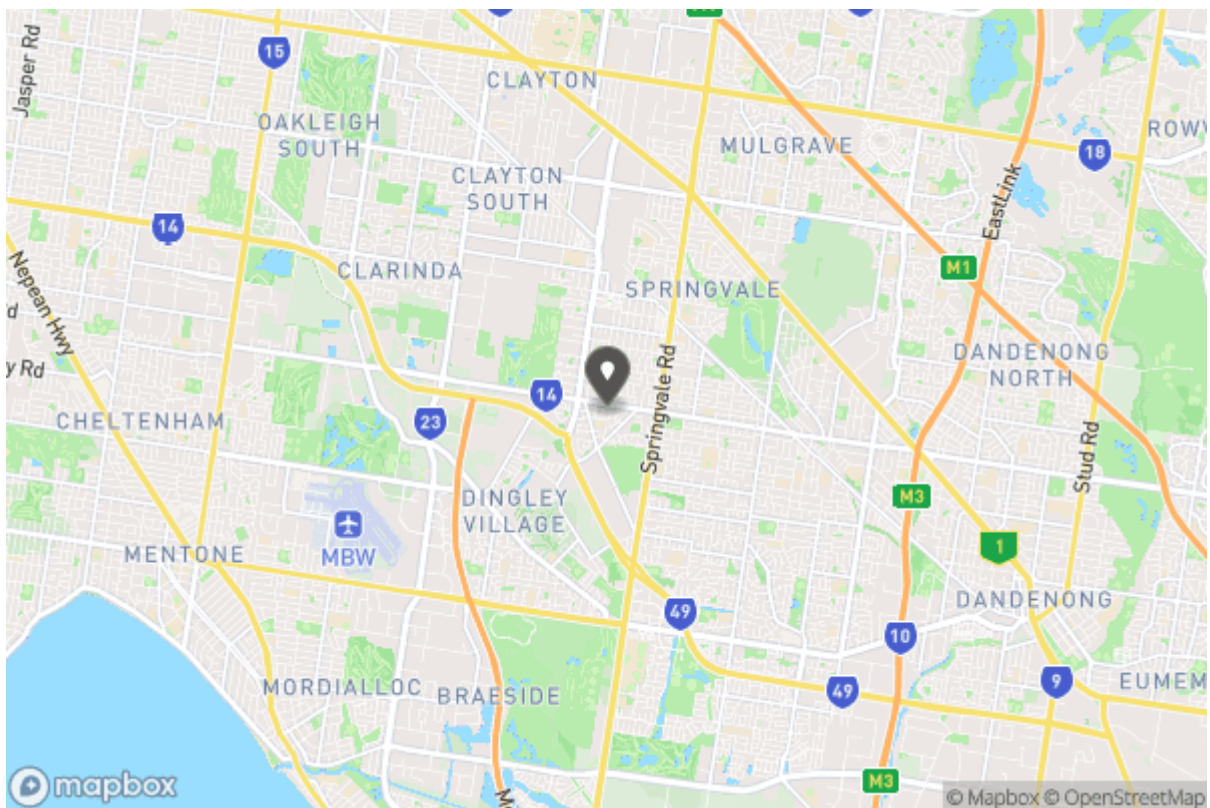 Jasper Rd
15
CLAYTON
OAKLEIGH
SOUTH
MULGRAVE
ROWV
18
CLAYTON
SOUTH
EastLink
14
CLARINDA
M1
SPRINGVALE
Nepean Hwy
d
y Rd
DANDENONG
NORTH
14
23
CHELTENHAM
Springvale Rd
Stud Rd
DINGLEY
VILLAGE
M3
MBW
MENTONE
1
DANDENONG
49
10
MORDIALLOC
BRAESIDE
49
9
EUMEM
M3
mapbox
© Mapbox © OpenStreetMap